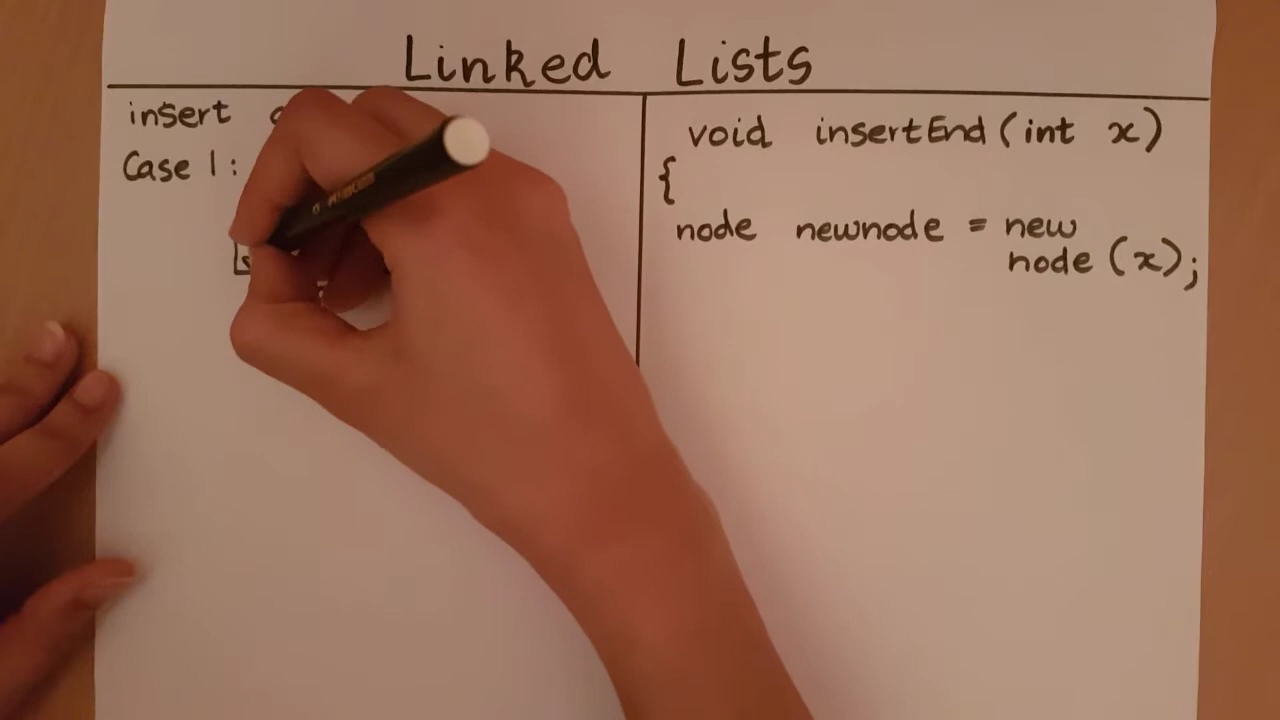 Linked Lists
insert
Case 1:
void insertEnd(int x)
{
node newnode = new
node (x);